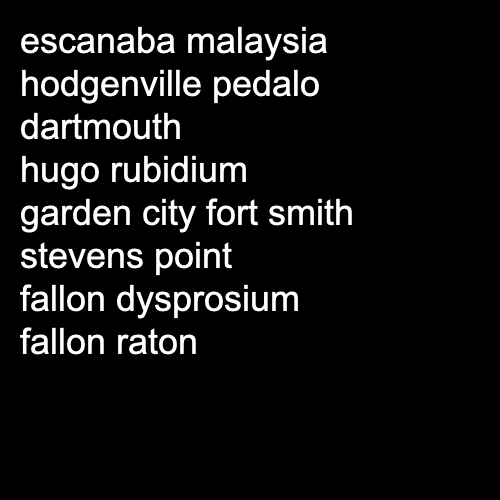 escanaba malaysia
hodgenville pedalo
dartmouth
hugo rubidium
garden city fort smith
stevens point
fallon dysprosium
fallon raton